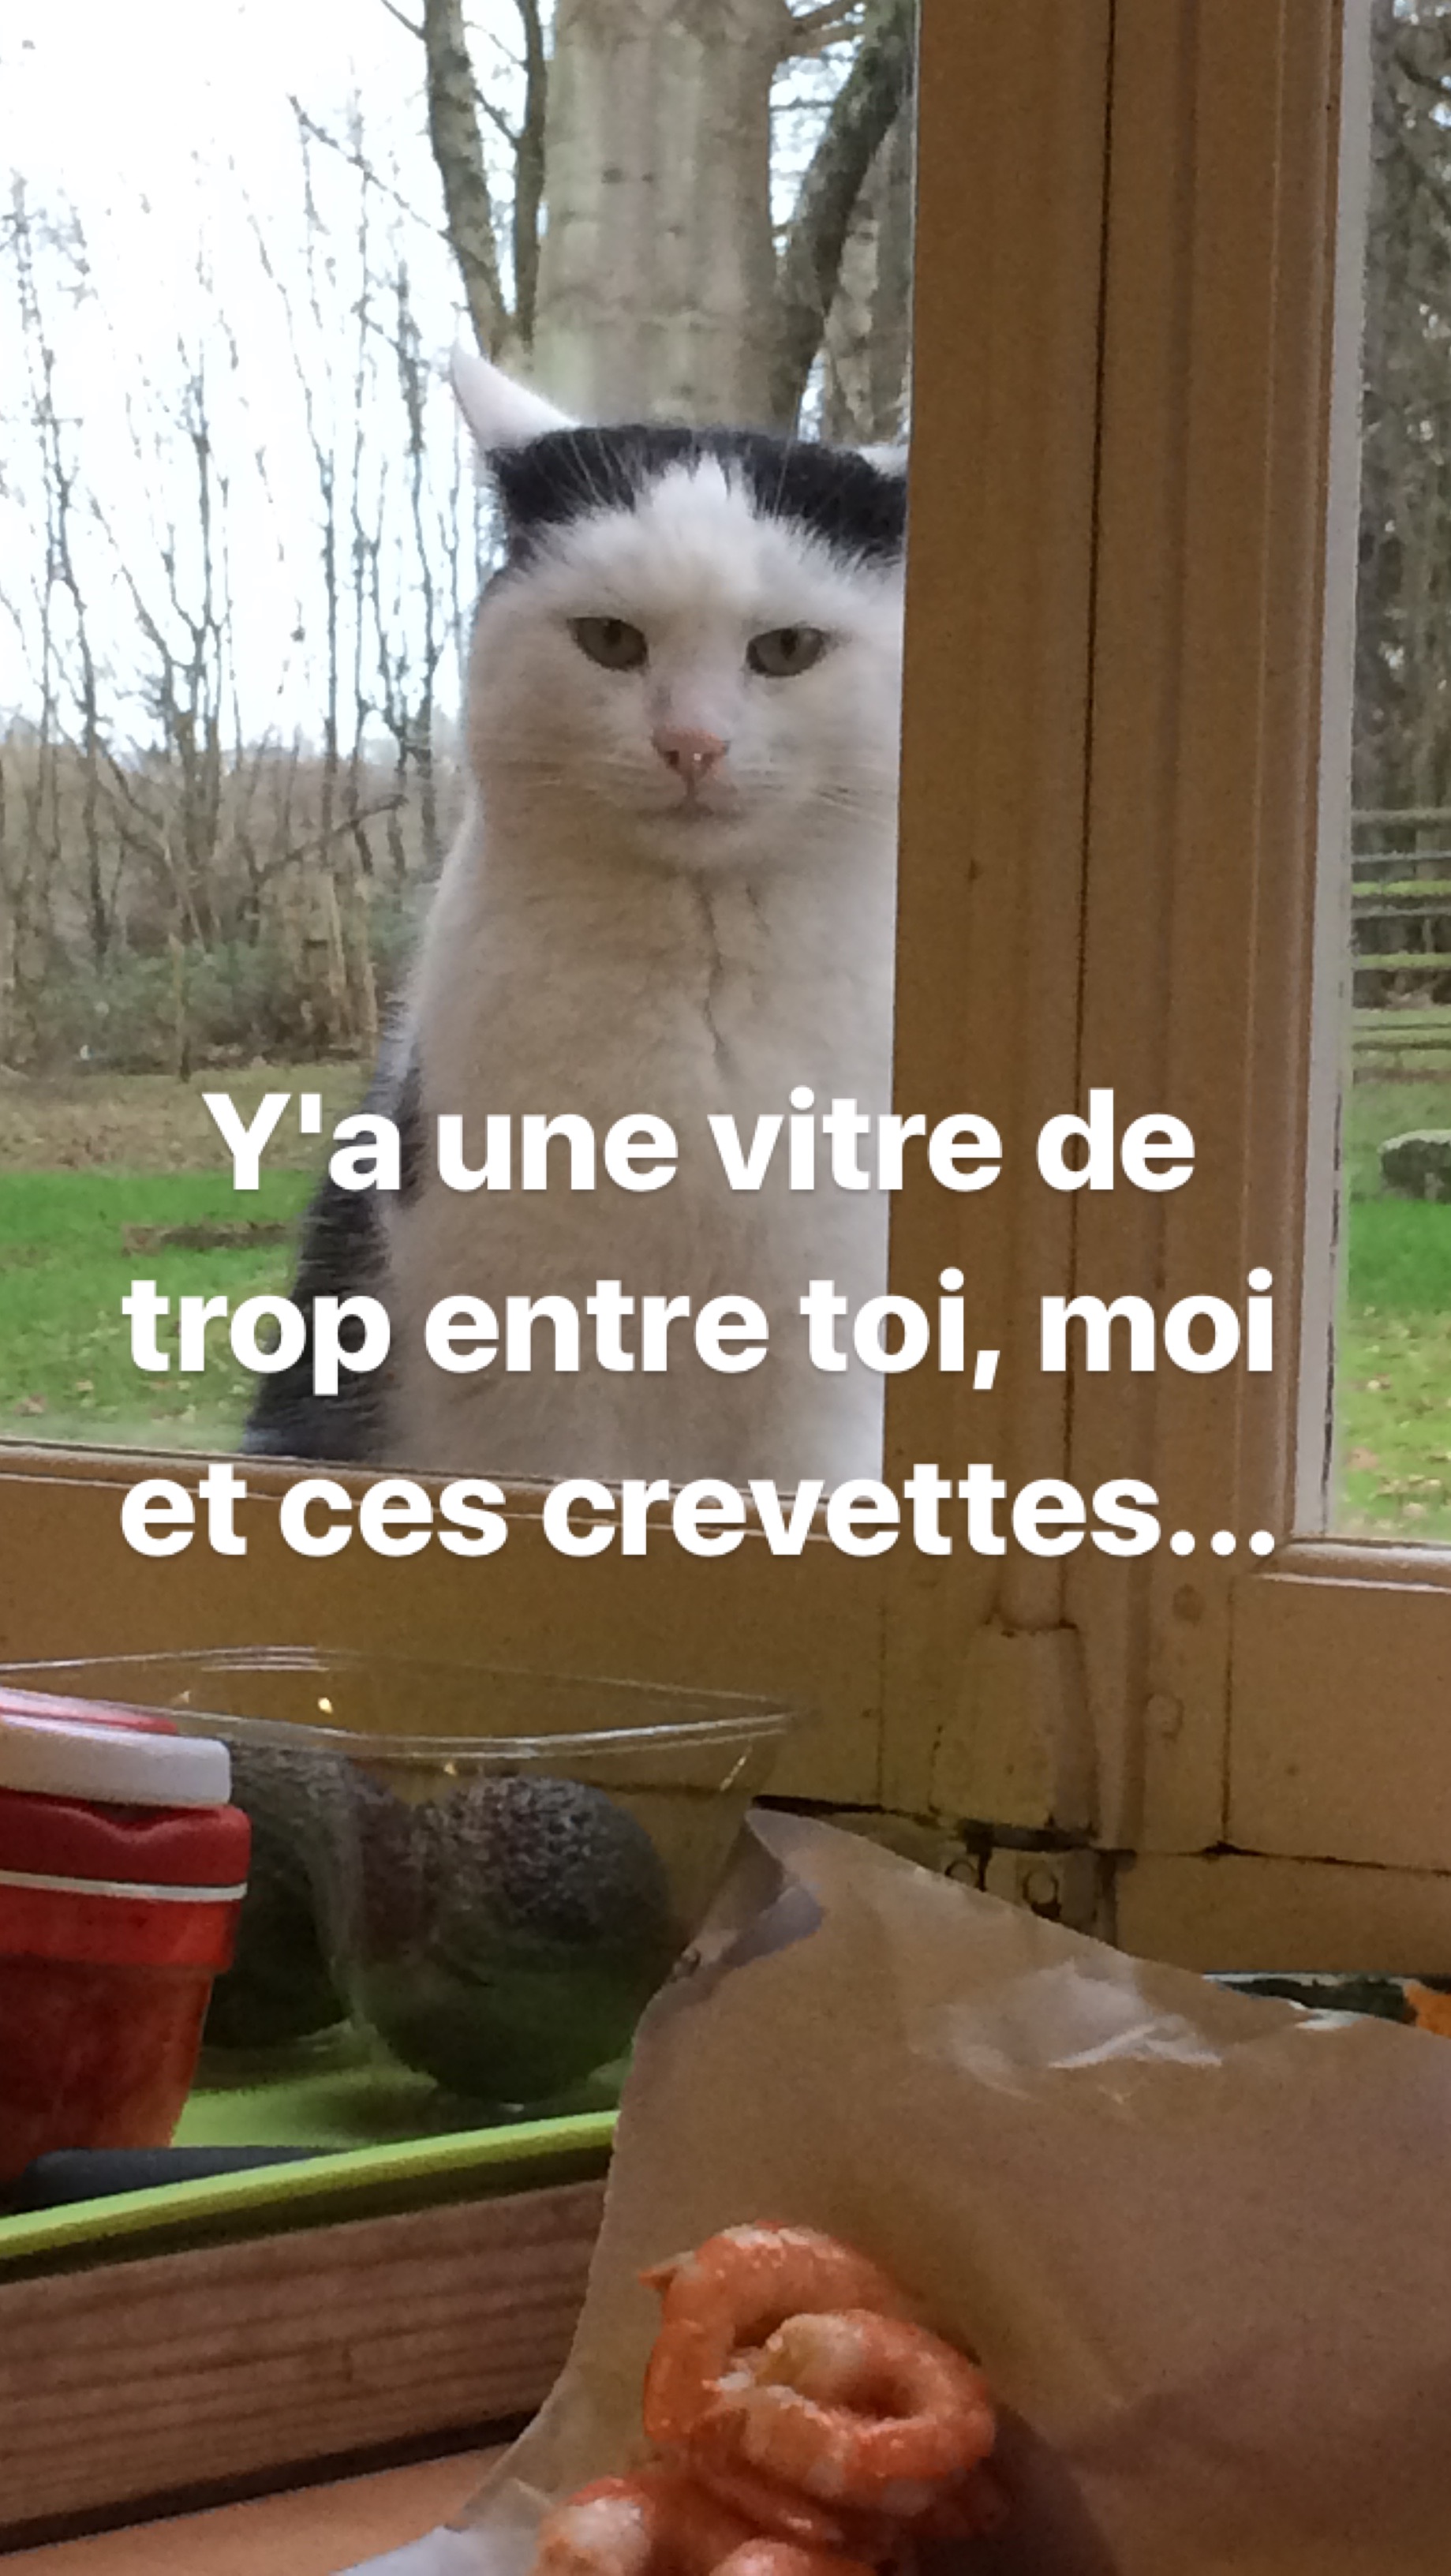 Y'a une vitre de
trop entre toi, moi
et ces crevettes...